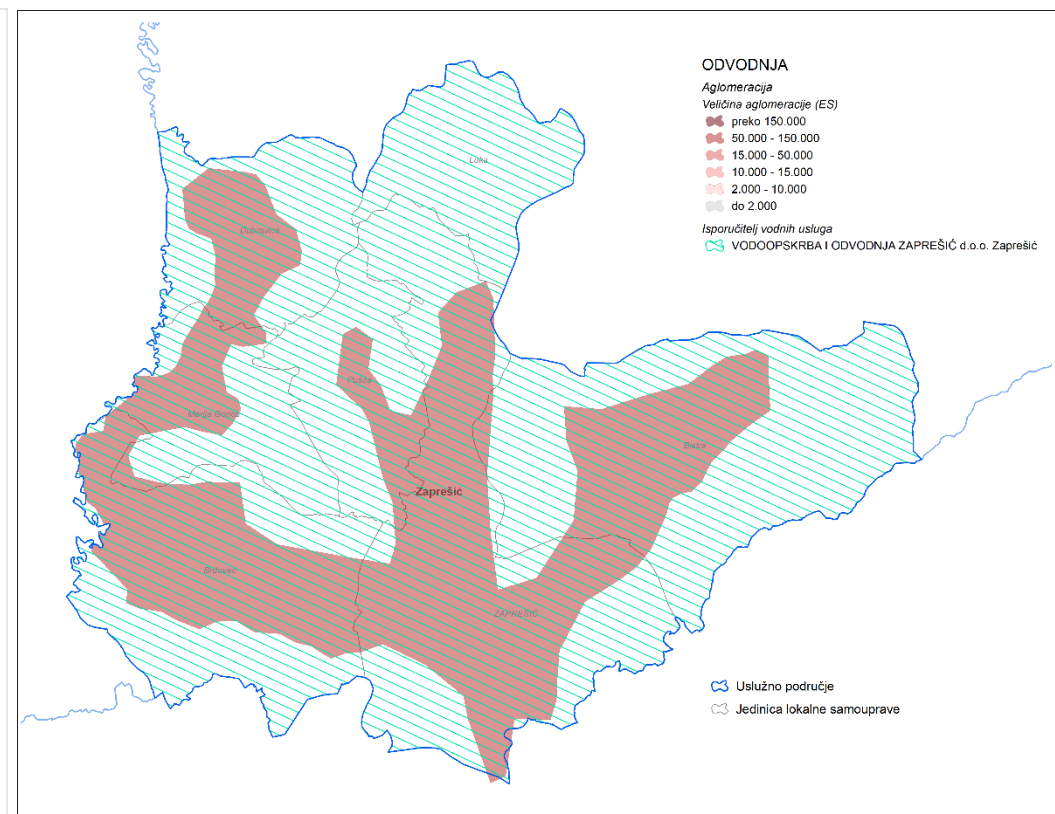 ODVODNJA
Aglomeracija
Veličina aglomeracije (ES)
preko 150.000
50.000 - 150.000
15.000 - 50.000
10.000 - 15.000
2.000 - 10.000
do 2.000
Isporučitelj vodnih usluga
VODOOPSKRBA I ODVODNJA ZAPREŠIĆ d.o.o. Zaprešić
Luka
Dubravica
Pušća
Marija Gorica
Bistra
Zaprešić
Brdovec
ZAPREŠIĆ
Uslužno područje
Jedinica lokalne samouprave